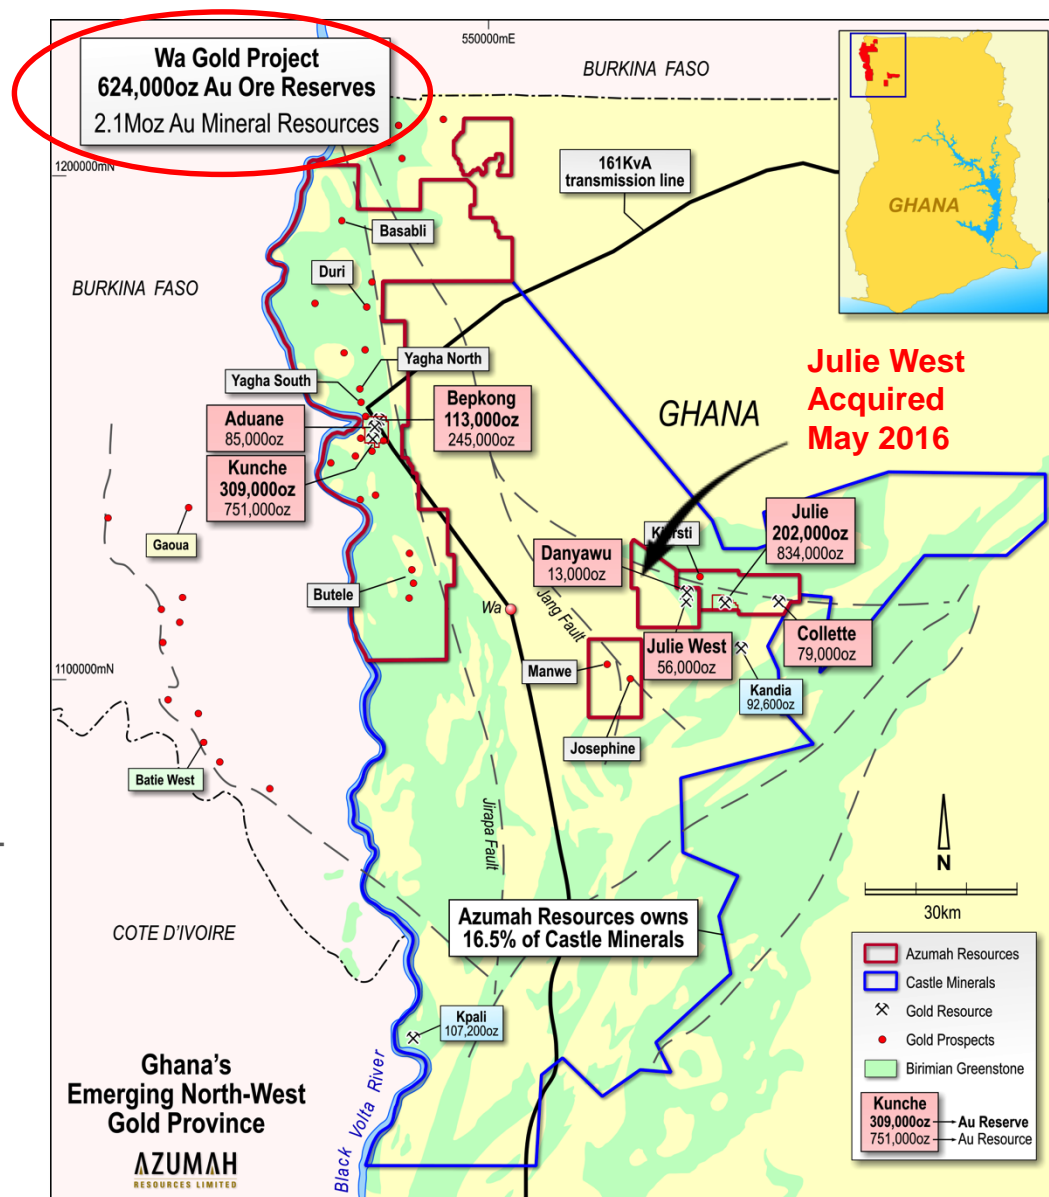 Wa Gold Project
624,000oz Au Ore Reserves
2.1Moz Au Mineral Resources
550000mE
BURKINA FASO
1200000mN
161KvA
transmission line
GHANA
Basabli
Duri
BURKINA FASO
Yagha North
Yagha South
Bepkong
113,000oz
245,000oz
Aduane
85,000oz
Kunche
309,000oz
751,000oz
GHANA
Julie West
Acquired
May 2016
Gaoua
Julie
202,000oz
834,000oz
Danyawu
13,000oz
Butele
Wa
Jang Fault
Collette
79,000oz
Julie West
56,000oz
Manwe
1100000mN
Kandia
92,600oz
Josephine
Batie West
Jirapa Fault
N
30km
Azumah Resources owns
16.5% of Castle Minerals
COTE D'IVOIRE
Kpali
107,200oz
Black Volta River
Ghana's
Emerging North-West
Gold Province
AZUMAH
RESOURCES LIMITED
Azumah Resources
Castle Minerals
Gold Resource
Gold Prospects
Birimian Greenstone
Kunche
309,000oz Au Reserve
751,000oz Au Resource